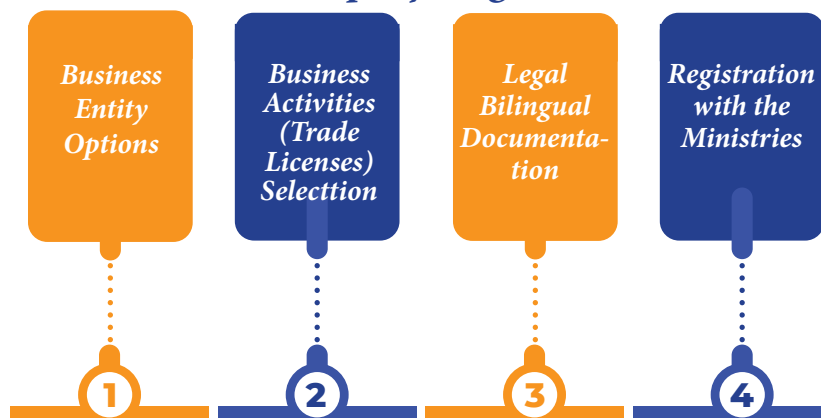 Business
Entity
Options
Business
Activities
(Trade
Licenses)
Selecttion
Legal
Bilingual
Documenta-
tion
Registration
with the
Ministries
1
2
3
4